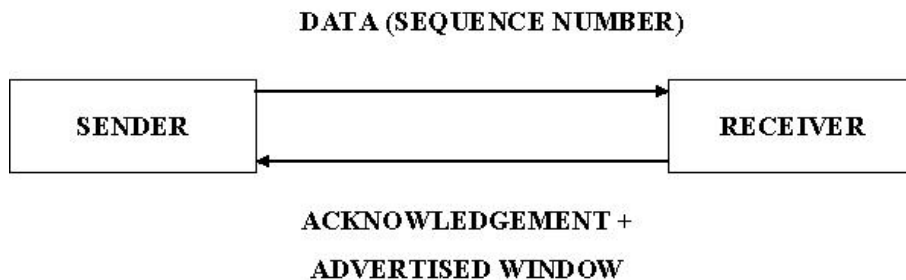 DATA (SEQUENCE NUMBER)
SENDER
RECEIVER
ACKNOWLEDGEMENT +
ADVERTISED WINDOW